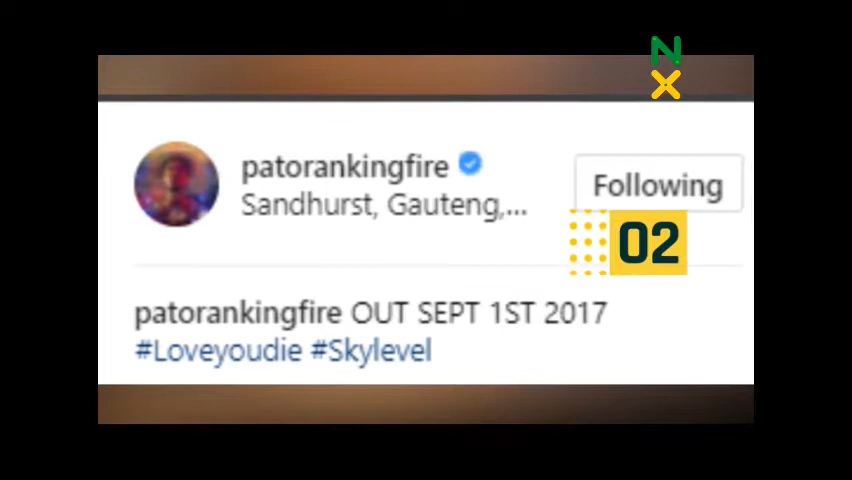 N
X
patorankingfire
Sandhurst, Gauteng,...
Following
02
patorankingfire OUT SEPT 1ST 2017
#Loveyoudie #Skylevel